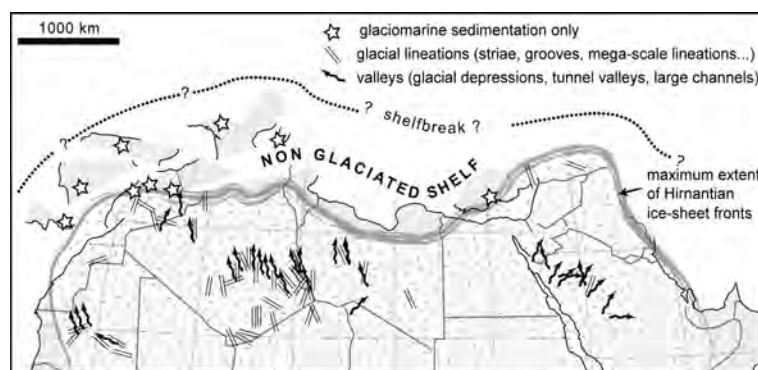 1000 km
glaciomarine sedimentation only
glacial lineations (striae, grooves, mega-scale lineations...)
valleys (glacial depressions, tunnel valleys, large channels)
?
?
shelfbreak ?
?
?
NON GLACIATED SHELF
maximum extent
of Hirnantian
ice-sheet fronts